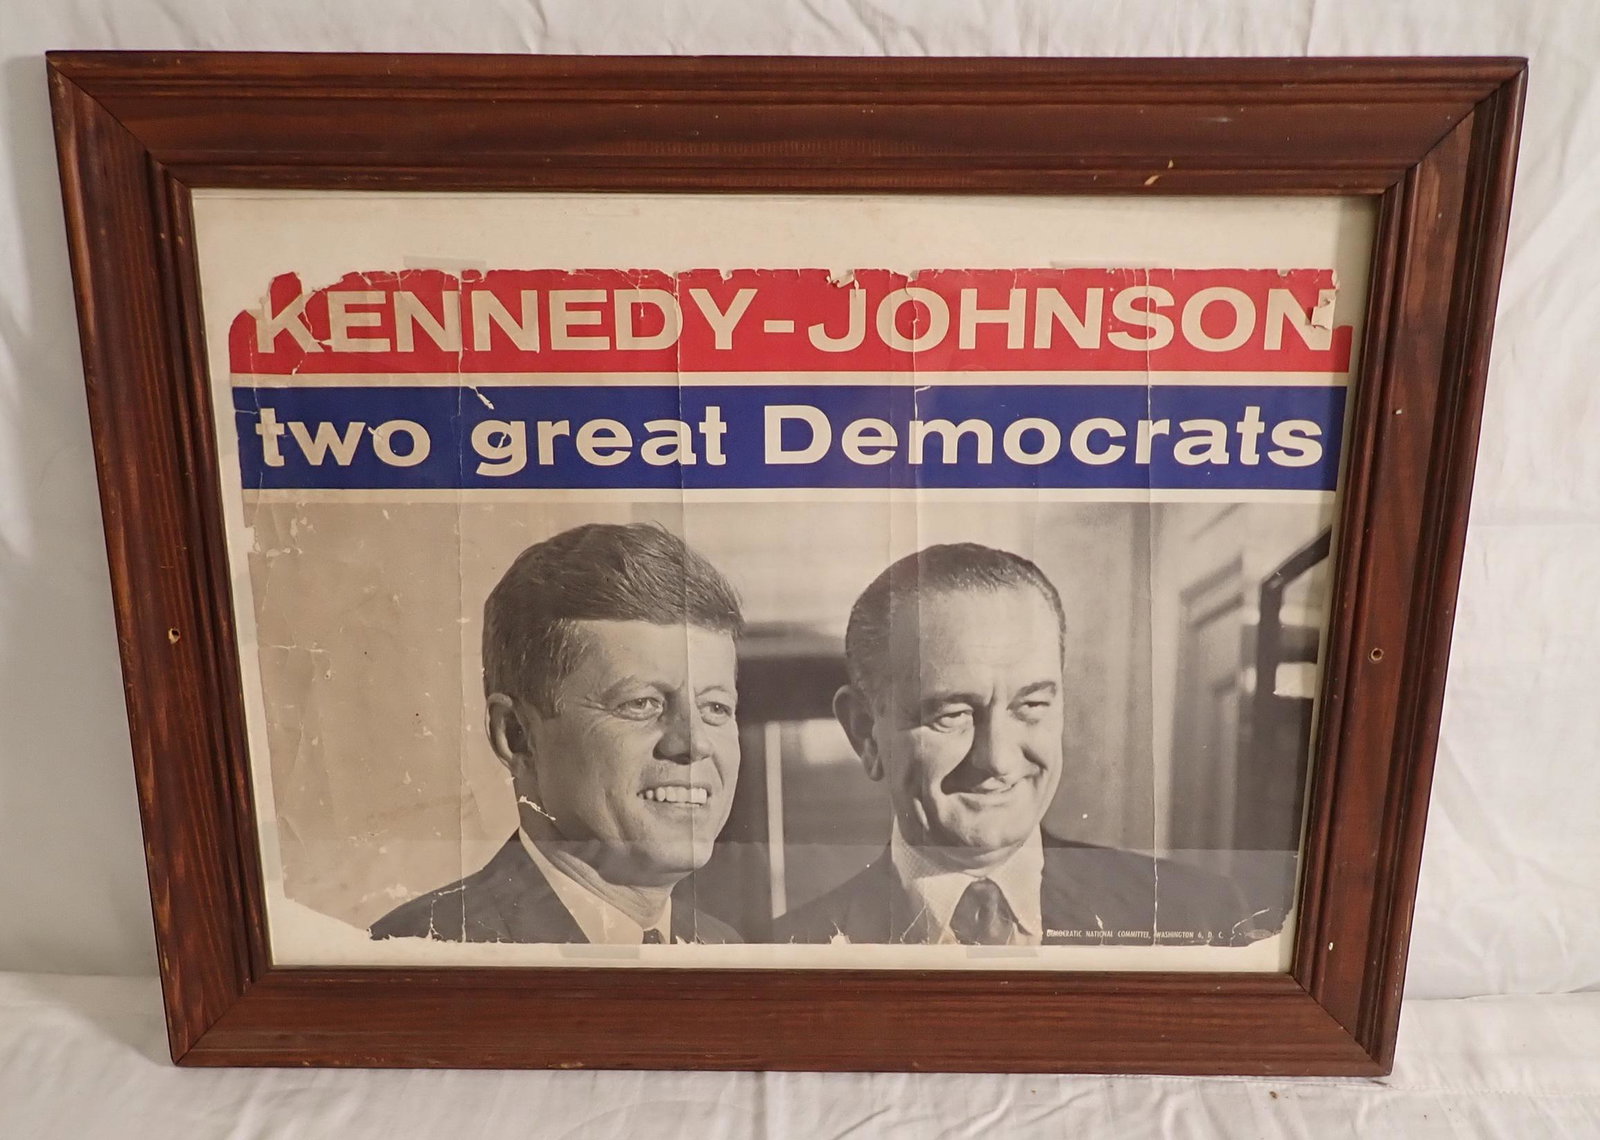 KENNEDY-JOHNSON
two great Democrats
DEMOCRATIC NATIONAL COMMITTEE, WASHINGTON 6, D. C.